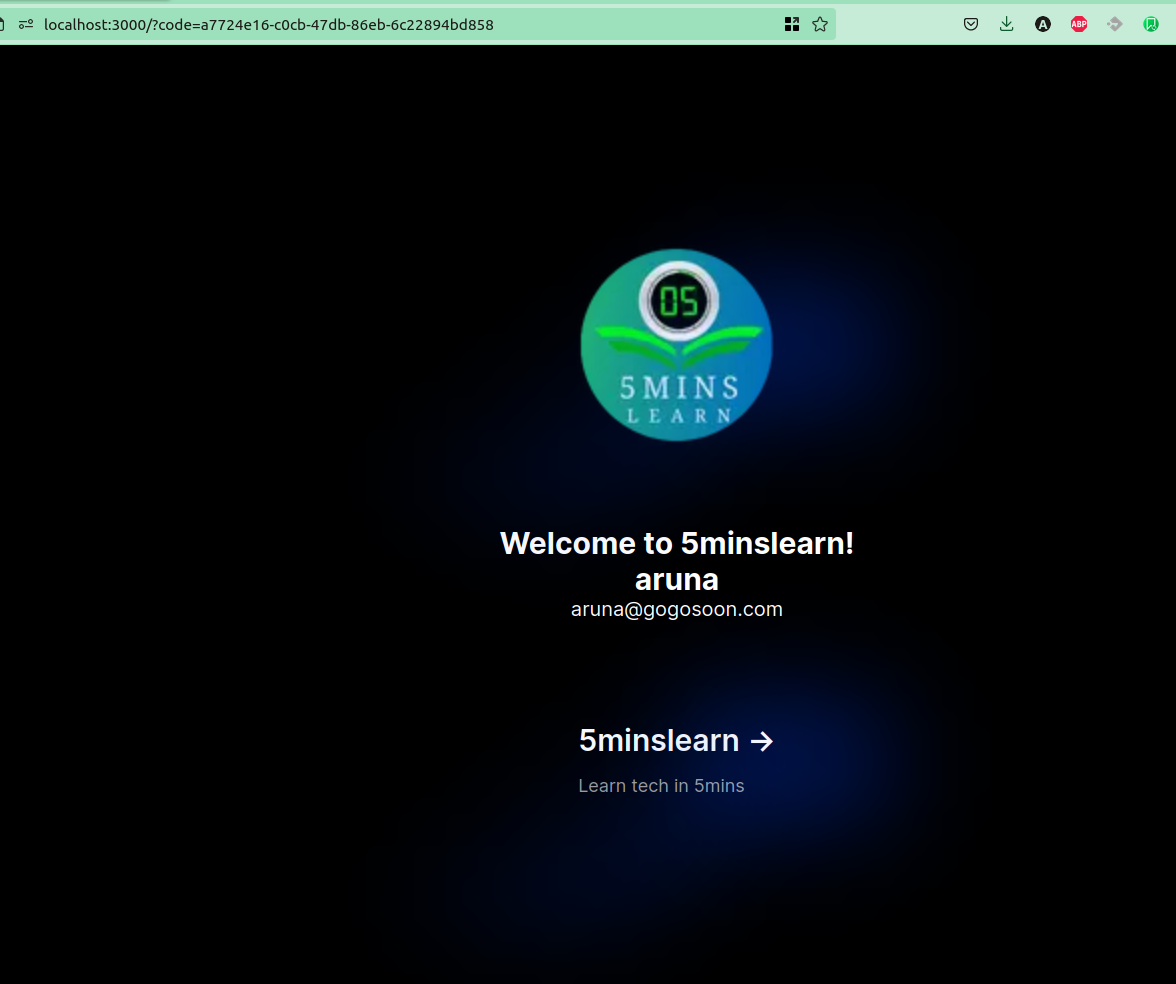 localhost:3000/?code=a7724e16-c0cb-47db-86eb-6c22894bd858
A
ABP
05
5MINS
LEARN
Welcome to 5minslearn!
aruna
aruna@gogosoon.com
5minslearn →
Learn tech in 5mins